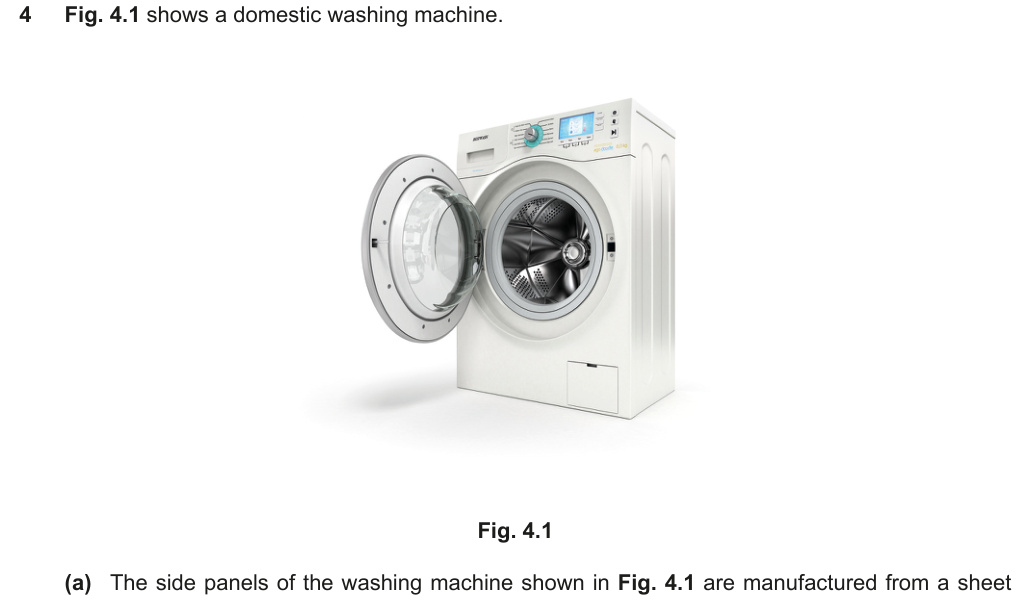 4 Fig. 4.1 shows a domestic washing machine.
Fig. 4.1
(a) The side panels of the washing machine shown in Fig. 4.1 are manufactured from a sheet